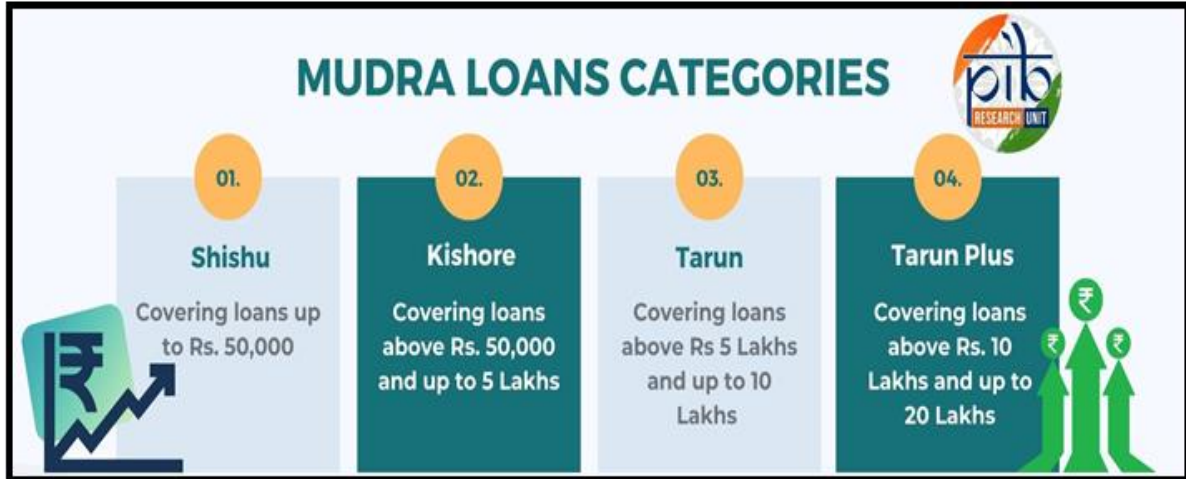 MUDRA LOANS CATEGORIES
pib
RESEARCH UNIT
01.
Shishu
Covering loans up
to Rs. 50,000
02.
Kishore
Covering loans
above Rs. 50,000
and up to 5 Lakhs
03.
Tarun
Covering loans
above Rs 5 Lakhs
and up to 10
Lakhs
04.
Tarun Plus
Covering loans
above Rs. 10
Lakhs and up to
20 Lakhs
₹
₹
₹
₹